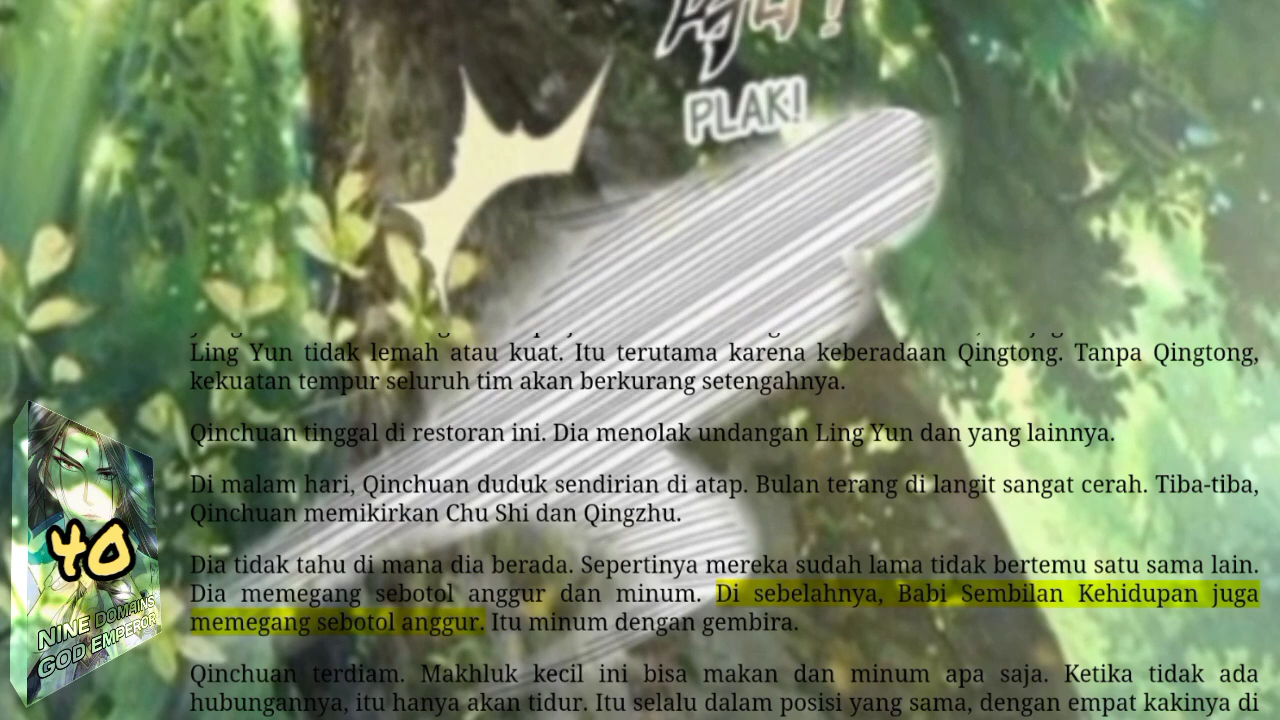 PLAK!
Ling Yun tidak lemah atau kuat. Itu terutama karena keberadaan Qingtong. Tanpa Qingtong,
kekuatan tempur seluruh tim akan berkurang setengahnya.
Qinchuan tinggal di restoran ini. Dia menolak undangan Ling Yun dan yang lainnya.
Di malam hari, Qinchuan duduk sendirian di atap. Bulan terang di langit sangat cerah. Tiba-tiba,
Qinchuan memikirkan Chu Shi dan Qingzhu.
Dia tidak tahu di mana dia berada. Sepertinya mereka sudah lama tidak bertemu satu sama lain.
Dia memegang sebotol anggur dan minum. Di sebelahnya, Babi Sembilan Kehidupan juga
memegang sebotol anggur. Itu minum dengan gembira.
Qinchuan terdiam. Makhluk kecil ini bisa makan dan minum apa saja. Ketika tidak ada
hubungannya, itu hanya akan tidur. Itu selalu dalam posisi yang sama, dengan empat kakinya di
40
NINE DOMAINS
GOD EMPEROR